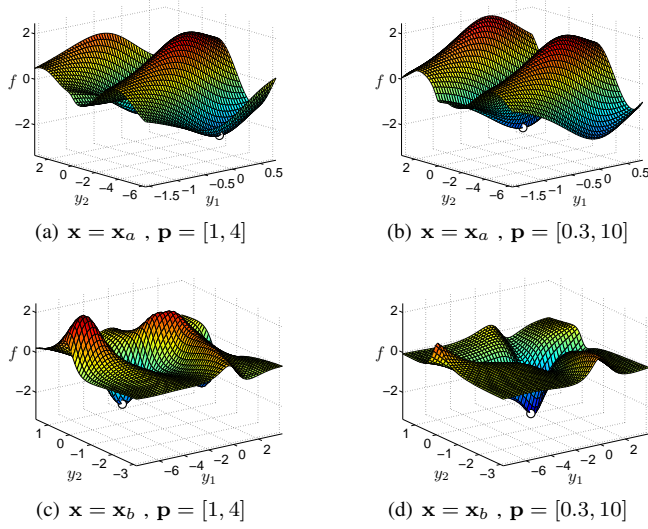 2
f 0
−2
2 0 −2 −4 −6 −1.5 −1 −0.5 0.5
y2 y1
(a) x = xa , p = [1, 4]
2
f 0
−2
2 0 −2 −4 −6 −1.5 −1 −0.5 0.5
y2 y1
(b) x = xa , p = [0.3, 10]
2
f 0
−2
1 0 −1 −2 −3 −6 −4 −2 0 2
y2 y1
(c) x = xb , p = [1, 4]
2
f 0
−2
1 0 −1 −2 −3 −6 −4 −2 0 2
y2 y1
(d) x = xb , p = [0.3, 10]